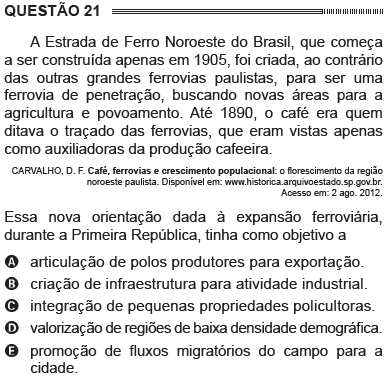 QUESTÃO 21
A Estrada de Ferro Noroeste do Brasil, que começa
a ser construída apenas em 1905, foi criada, ao contrário
das outras grandes ferrovias paulistas, para ser uma
ferrovia de penetração, buscando novas áreas para a
agricultura e povoamento. Até 1890, o café era quem
ditava o traçado das ferrovias, que eram vistas apenas
como auxiliadoras da produção cafeeira.
CARVALHO, D. F. Café, ferrovias e crescimento populacional: o florescimento da região
noroeste paulista. Disponível em: www.historica.arquivoestado.sp.gov.br.
Acesso em: 2 ago. 2012.
Essa nova orientação dada à expansão ferroviária,
durante a Primeira República, tinha como objetivo a
A articulação de polos produtores para exportação.
B criação de infraestrutura para atividade industrial.
C integração de pequenas propriedades policultoras.
D valorização de regiões de baixa densidade demográfica.
E promoção de fluxos migratórios do campo para a
cidade.